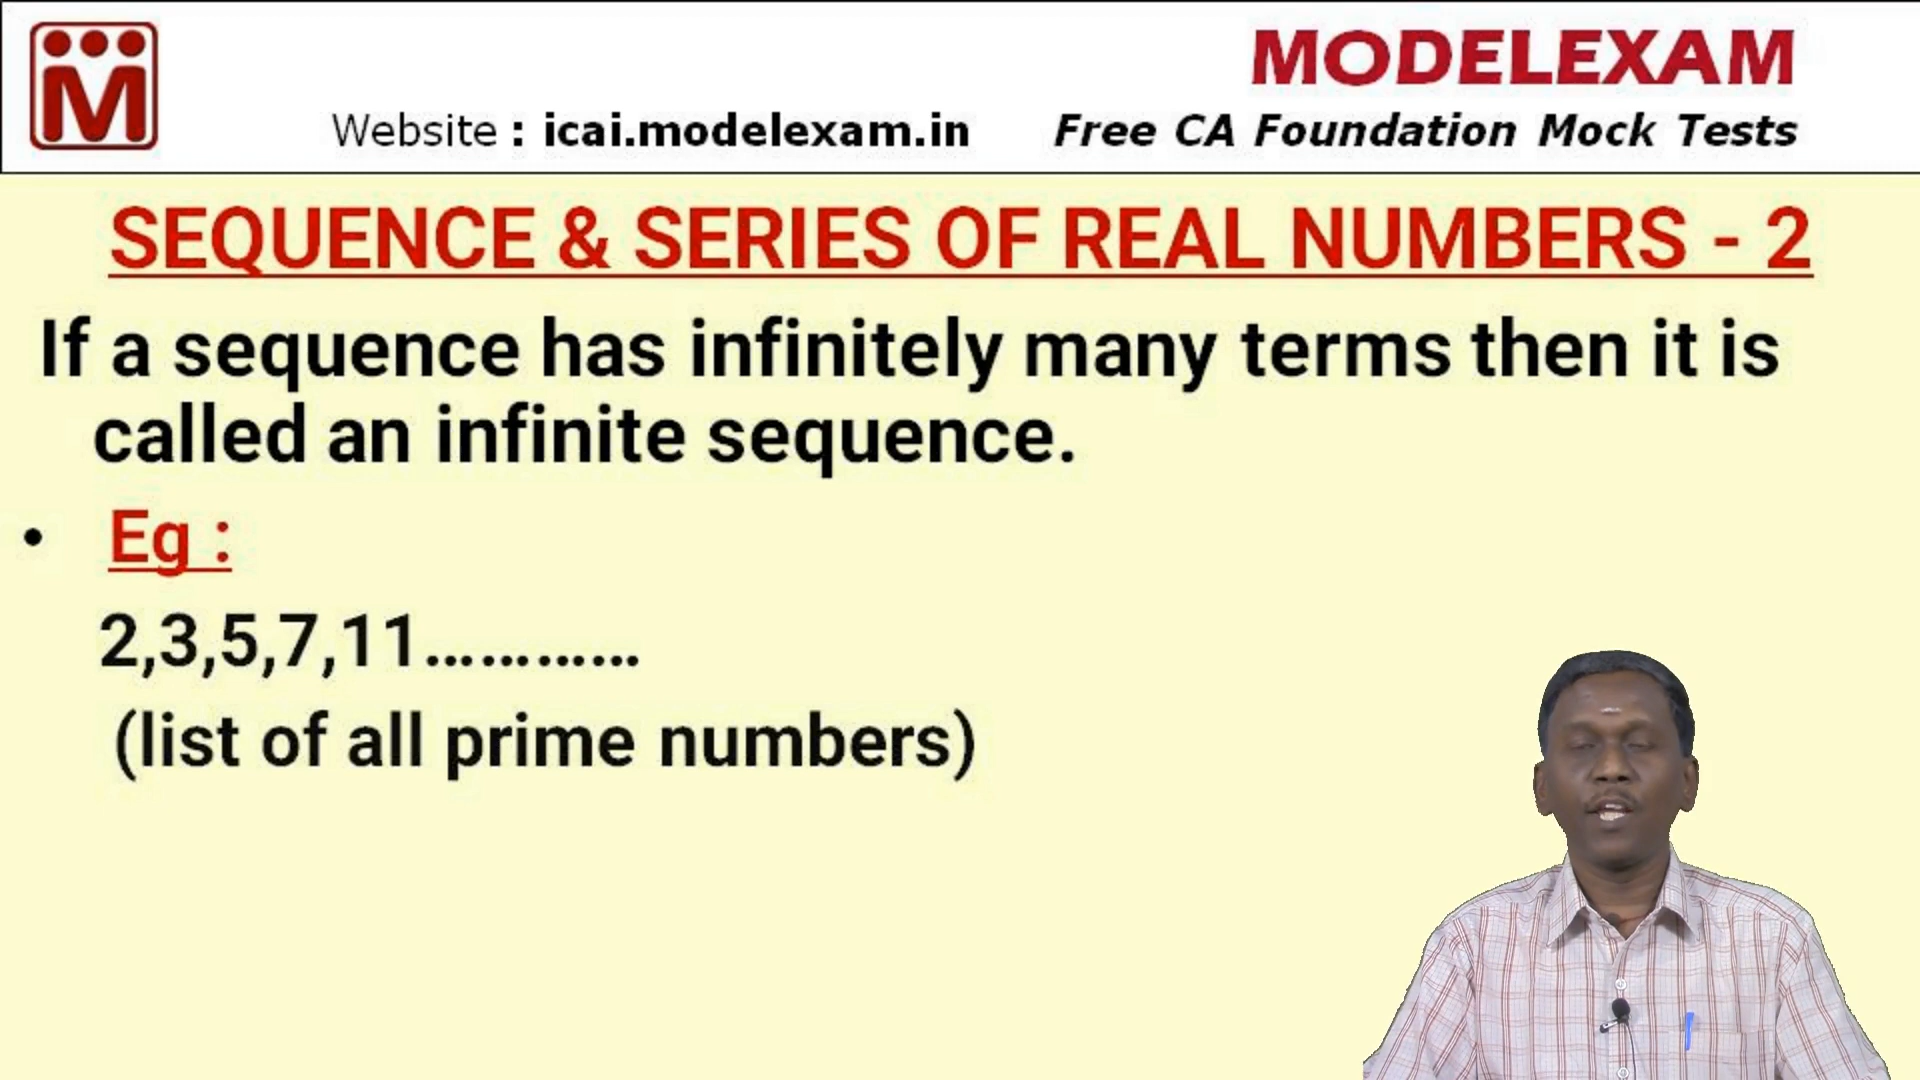 M
MODELEXAM
Website : icai.modelexam.in Free CA Foundation Mock Tests
SEQUENCE & SERIES OF REAL NUMBERS - 2
If a sequence has infinitely many terms then it is
called an infinite sequence.
• Eg :
2,3,5,7,11............
(list of all prime numbers)